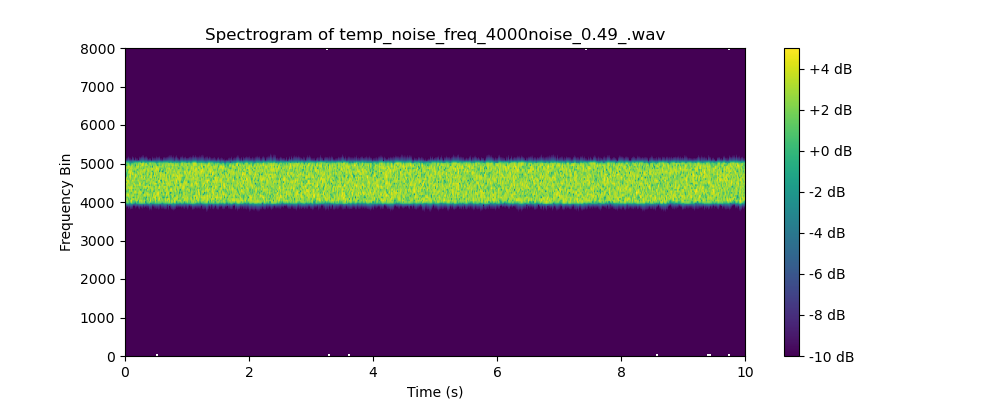 Spectrogram of temp_noise_freq_4000noise_0.49_.wav
8000
7000
6000
5000
4000
3000
2000
1000
0
Frequency Bin
0 2 4 6 8 10
Time (s)
+4 dB
+2 dB
+0 dB
-2 dB
-4 dB
-6 dB
-8 dB
-10 dB